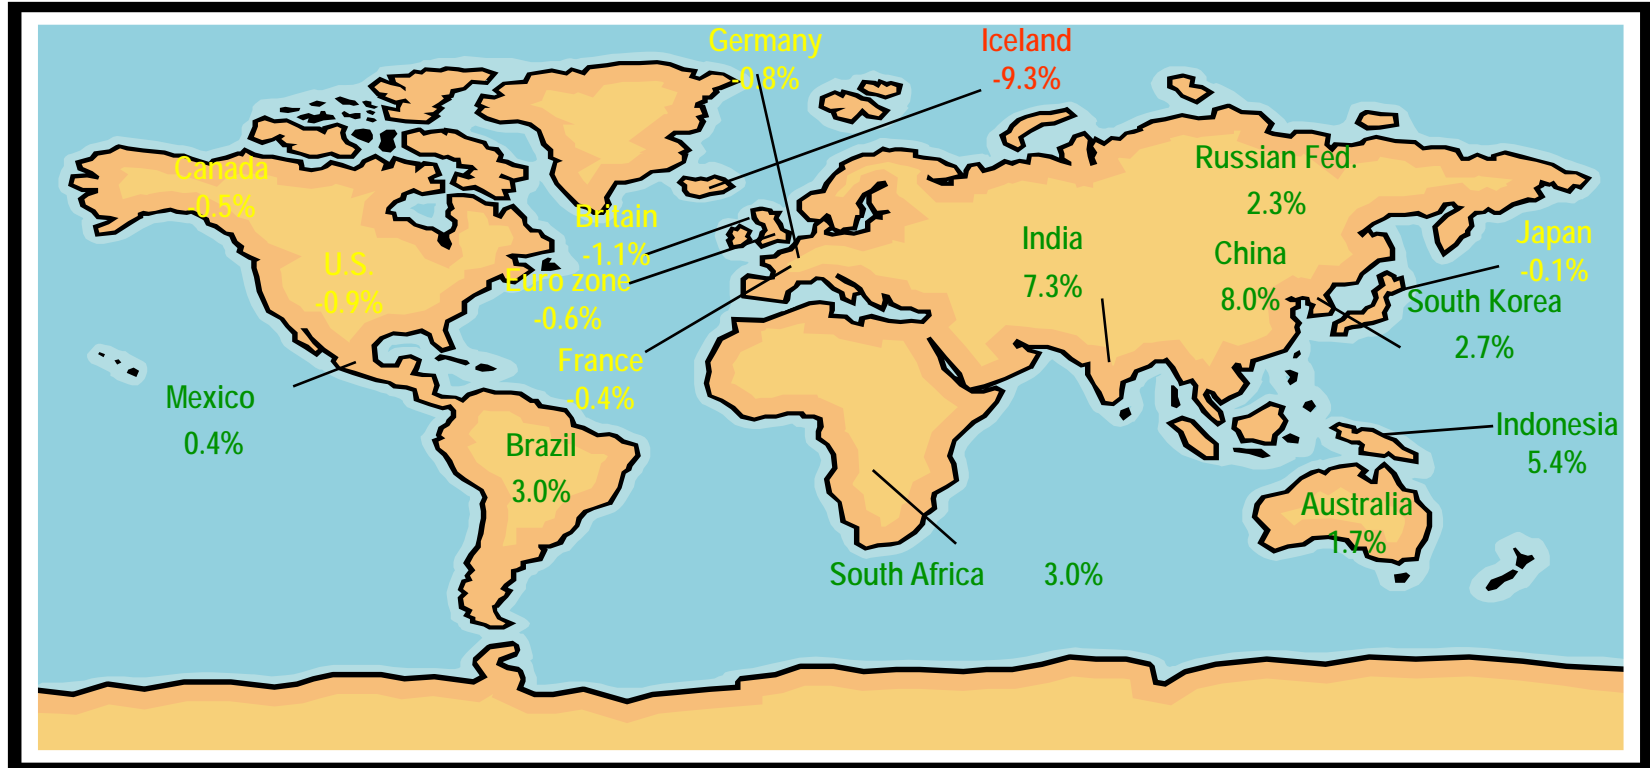 Germany
-0.8%
Iceland
-9.3%
Canada
-0.5%
Russian Fed.
2.3%
Britain
-1.1%
India
7.3%
China
8.0%
Japan
-0.1%
U.S.
-0.9%
Euro zone
-0.6%
South Korea
2.7%
France
-0.4%
Mexico
0.4%
Brazil
3.0%
Indonesia
5.4%
Australia
1.7%
South Africa 3.0%